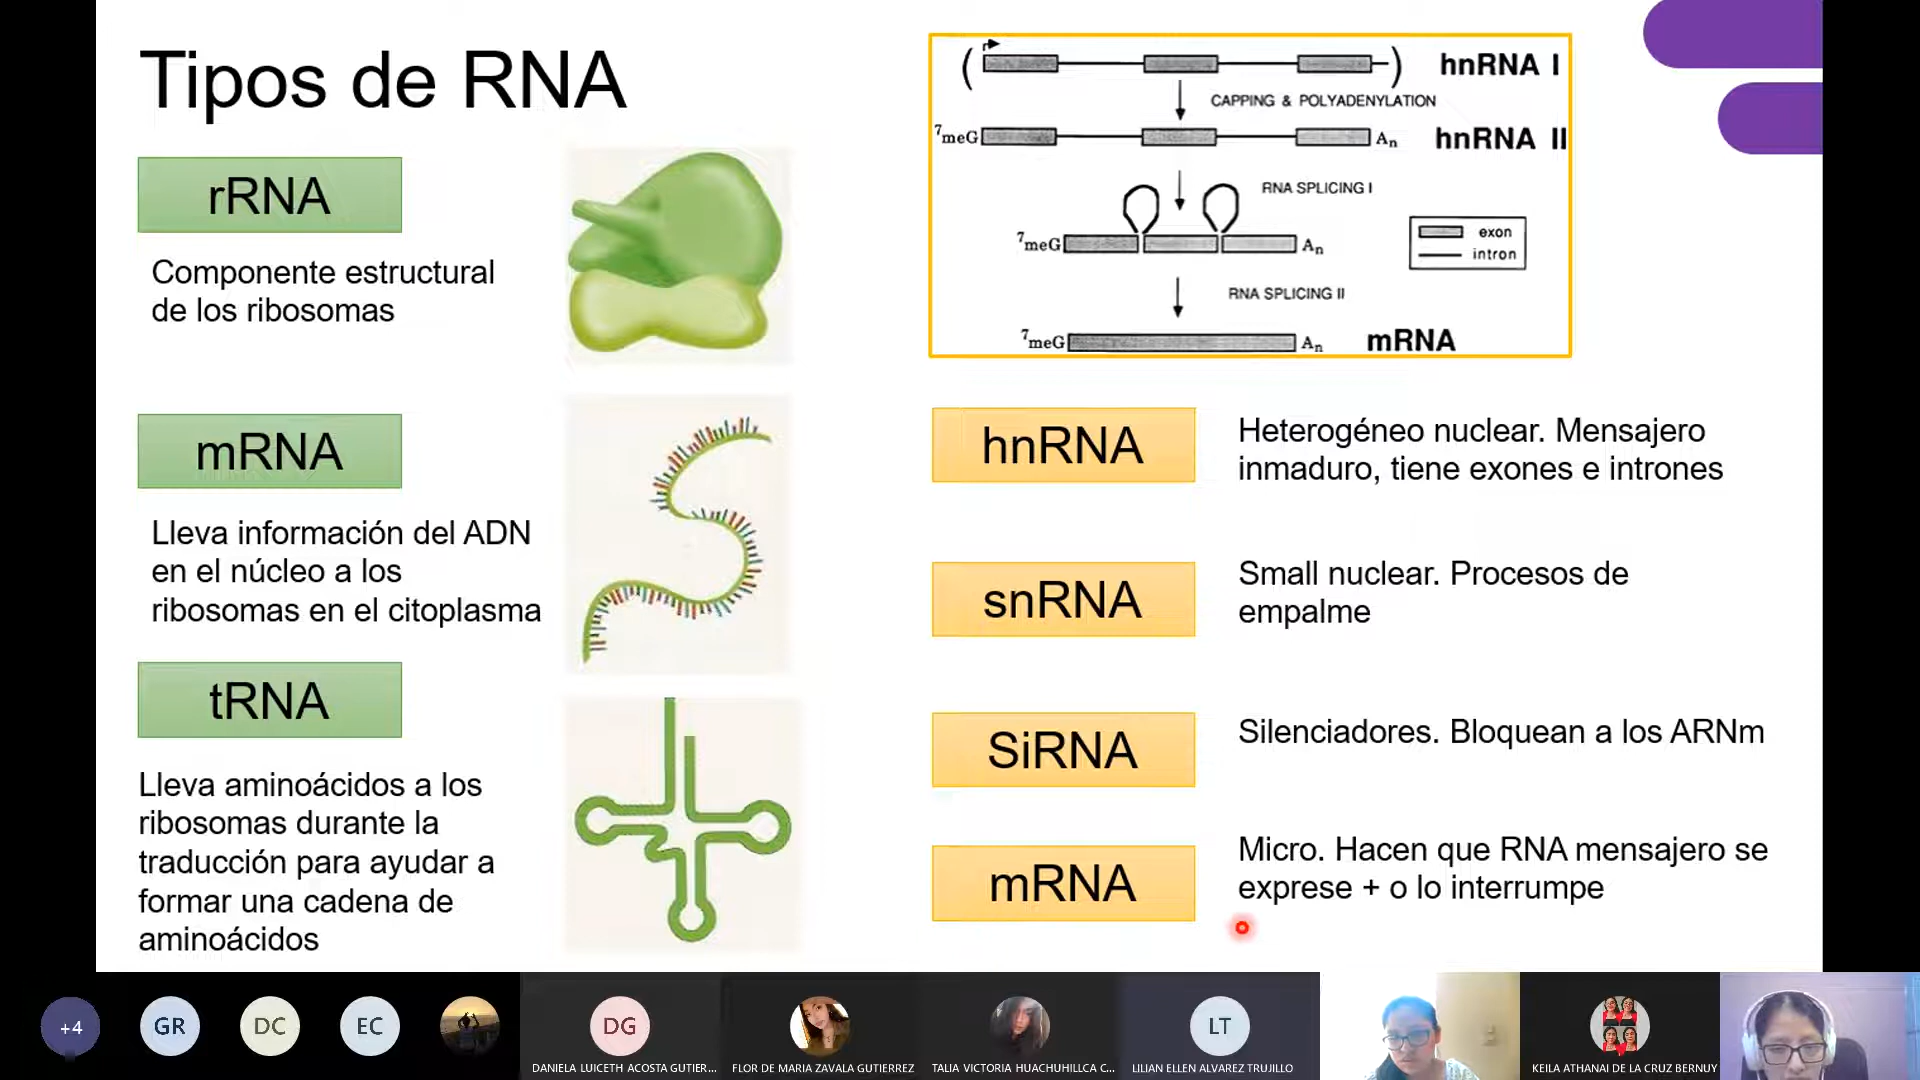 Tipos de RNA
rRNA
Componente estructural
de los ribosomas
mRNA
Lleva información del ADN
en el núcleo a los
ribosomas en el citoplasma
tRNA
Lleva aminoácidos a los
ribosomas durante la
traducción para ayudar a
formar una cadena de
aminoácidos
hnRNA I
CAPPING & POLYADENYLATION
7meG An hnRNA II
RNA SPLICING I
7meG An
exon
intron
RNA SPLICING II
7meG An mRNA
hnRNA
Heterogéneo nuclear. Mensajero
inmaduro, tiene exones e intrones
snRNA
Small nuclear. Procesos de
empalme
SiRNA
Silenciadores. Bloquean a los ARNm
mRNA
Micro. Hacen que RNA mensajero se
exprese + o lo interrumpe
+4
GR
DC
EC
DG
LT
DANIELA LUICETH ACOSTA GUTIER...
FLOR DE MARIA ZAVALA GUTIERREZ
TALIA VICTORIA HUACHUHILLCA C...
LILIAN ELLEN ALVAREZ TRUJILLO
KEILA ATHANAI DE LA CRUZ BERNUY